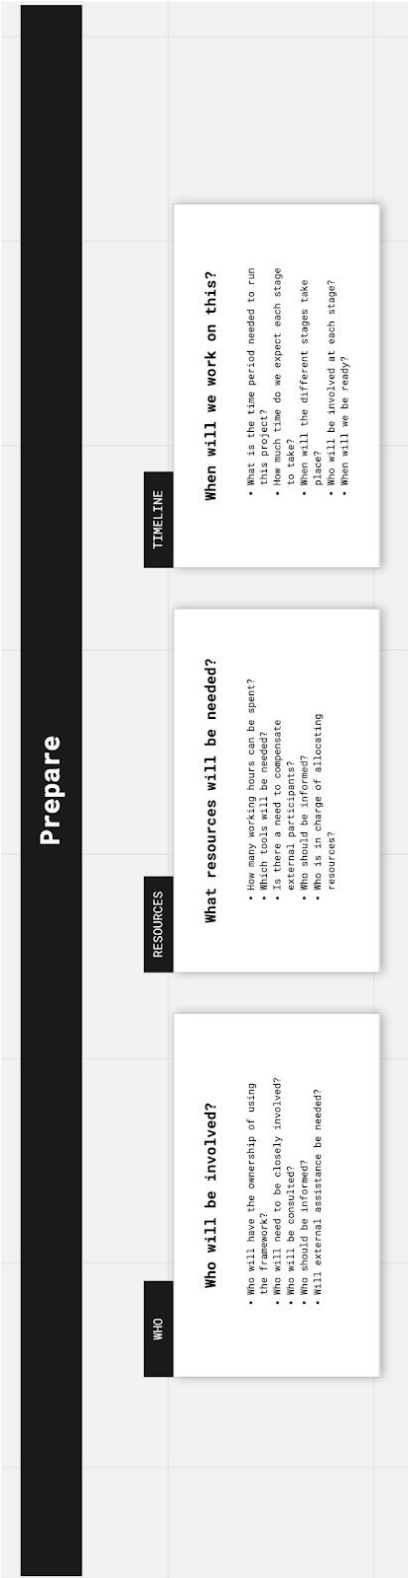 Prepare
WHO
Who will be involved?
• Who will have the ownership of using
the framework?
• Who will need to be closely involved?
• Who will be consulted?
• Who should be informed?
• Will external assistance be needed?
RESOURCES
What resources will be needed?
• How many working hours can be spent?
• Which tools will be needed?
• Is there a need to compensate
external participants?
• Who should be informed?
• Who is in charge of allocating
resources?
TIMELINE
When will we work on this?
• What is the time period needed to run
this project?
• How much time do we expect each stage
to take?
• When will the different stages take
place?
• Who will be involved at each stage?
• When will we be ready?